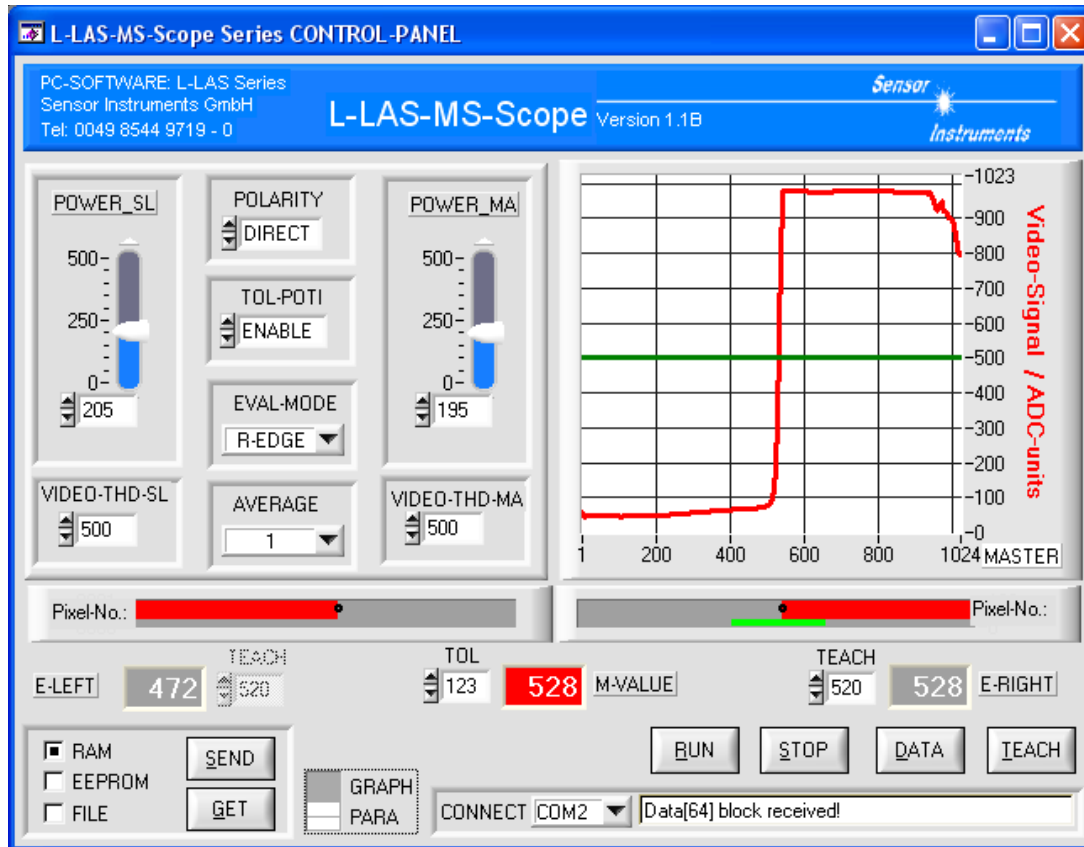 L-LAS-MS-Scope Series CONTROL-PANEL
PC-SOFTWARE: L-LAS Series
Sensor Instruments GmbH
Tel: 0049 8544 9719 - 0
L-LAS-MS-Scope Version 1.1B
Sensor
Instruments
POWER_SL
500
250
0
205
VIDEO-THD-SL
500
POLARITY
DIRECT
TOL-POTI
ENABLE
EVAL-MODE
R-EDGE
AVERAGE
1
POWER_MA
500
250
0
195
VIDEO-THD-MA
500
1023
900
800
700
600
500
400
300
200
100
0
Video-Signal / ADC-units
1 200 400 600 800 1024
MASTER
Pixel-No.:
Pixel-No.:
E-LEFT 472
TEACH
520
TOL
123
528 M-VALUE
TEACH
520
528 E-RIGHT
RAM
EEPROM
FILE
SEND
GET
GRAPH
PARA
RUN STOP DATA TEACH
CONNECT COM2 Data[64] block received!